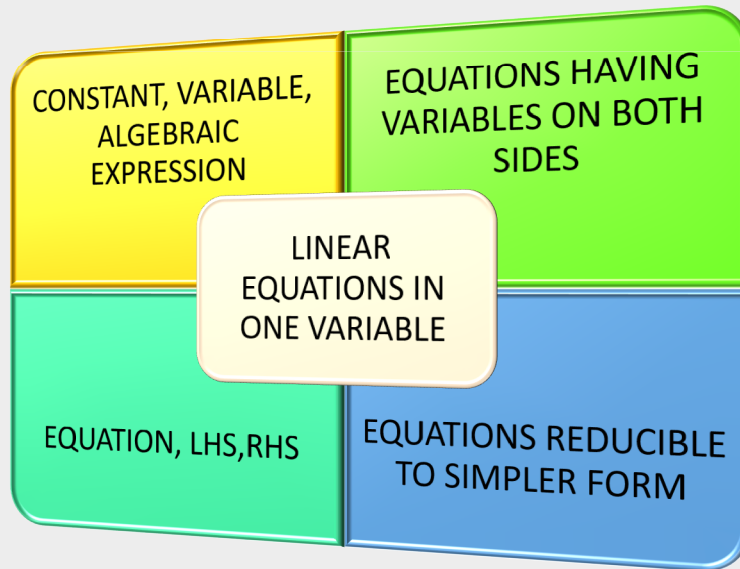 CONSTANT, VARIABLE,
ALGEBRAIC
EXPRESSION
EQUATIONS HAVING
VARIABLES ON BOTH
SIDES
LINEAR
EQUATIONS IN
ONE VARIABLE
EQUATION, LHS,RHS
EQUATIONS REDUCIBLE
TO SIMPLER FORM